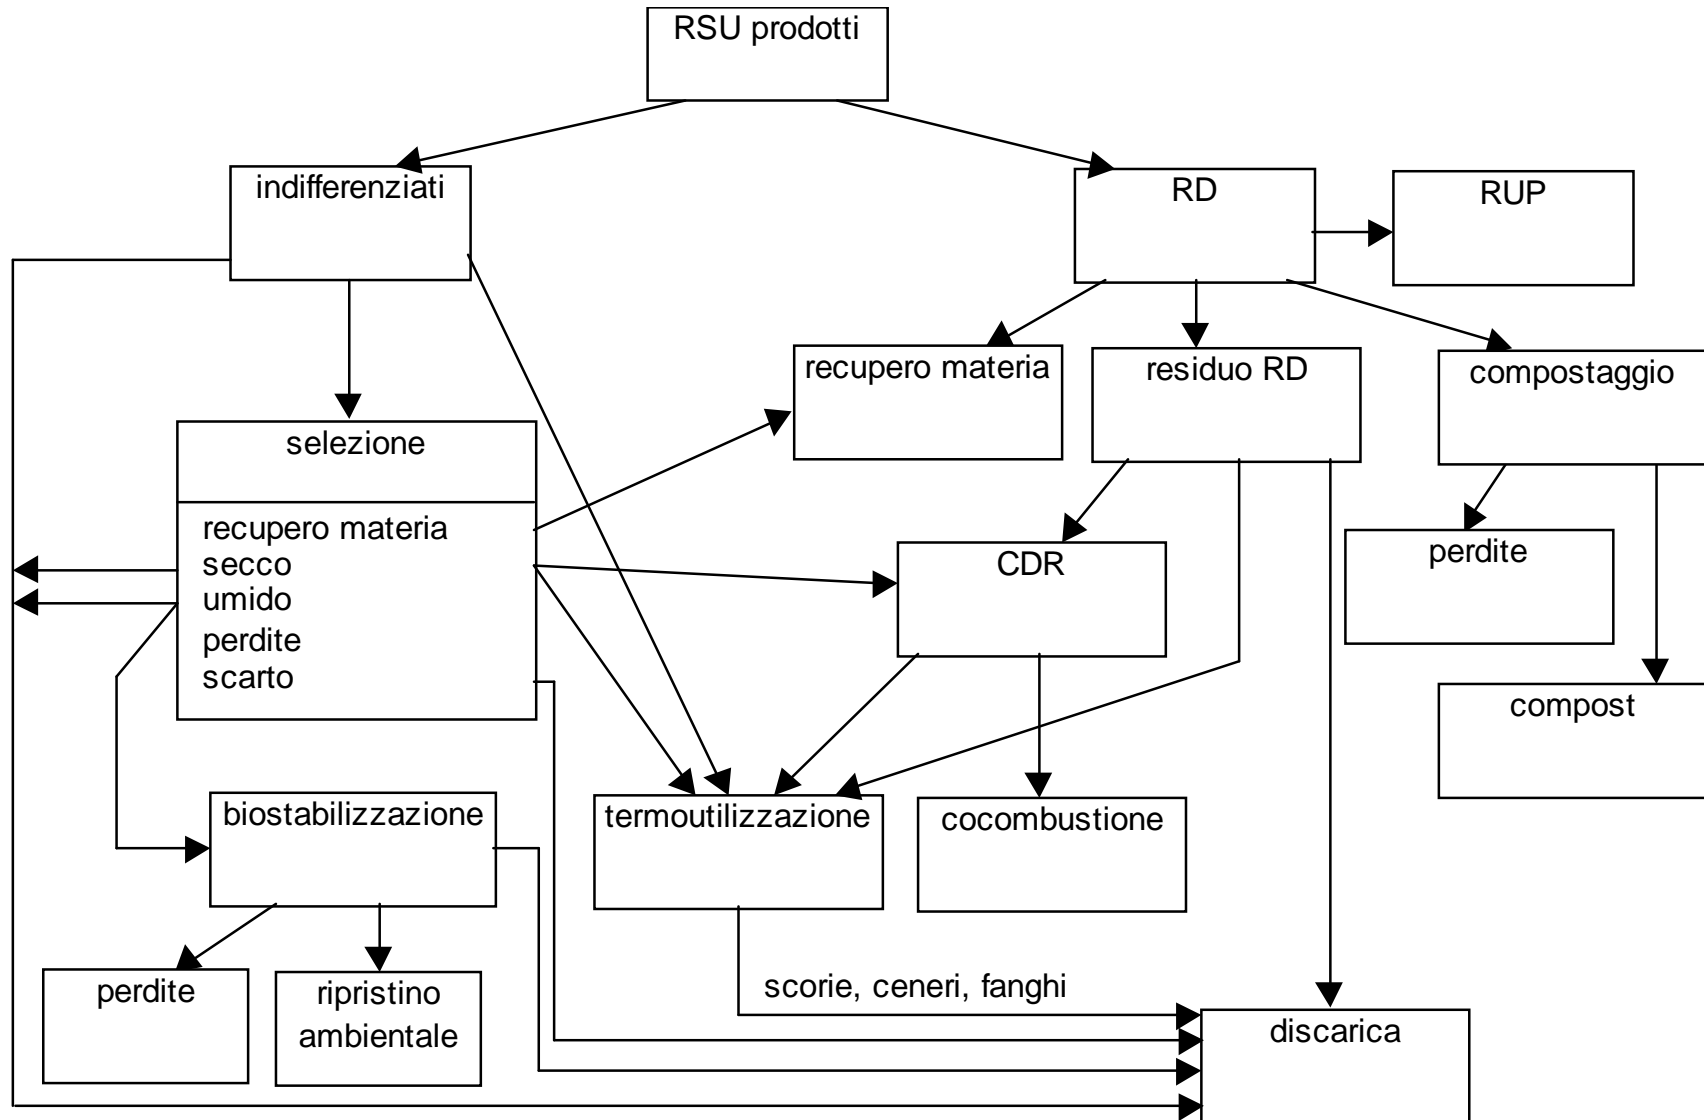 RSU prodotti
indifferenziati
RD
RUP
recupero materia
residuo RD
compostaggio
selezione
recupero materia
secco
umido
perdite
scarto
CDR
perdite
compost
biostabilizzazione
termoutilizzazione
cocombustione
perdite
ripristino
ambientale
scorie, ceneri, fanghi
discarica